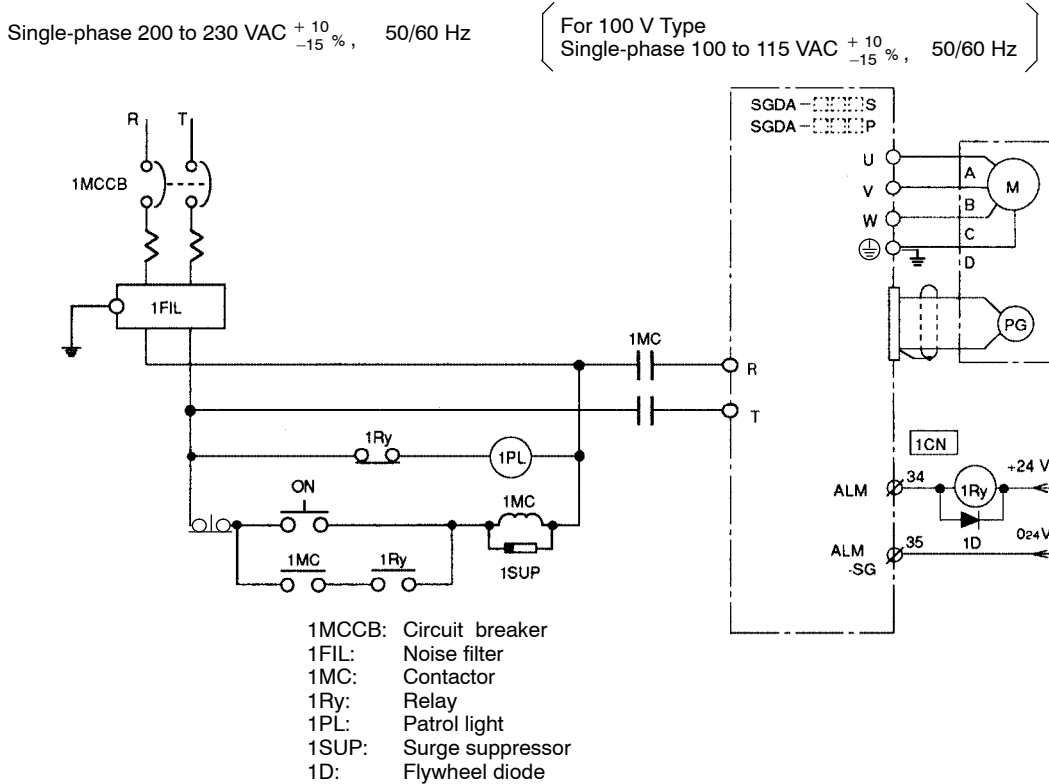 Single-phase 200 to 230 VAC +10 −15 %, 50/60 Hz
For 100 V Type
Single-phase 100 to 115 VAC +10 −15 %, 50/60 Hz
SGDA-□□□S
SGDA-□□□P
R T
1MCCB
1FIL
U
V
W
A
B
C
D
M
PG
1MC
R
T
1Ry
1PL
1CN
ON
1MC
1SUP
1MC 1Ry
ALM 34 1Ry +24 V
1D
ALM 35 024V
-SG
1MCCB: Circuit breaker
1FIL: Noise filter
1MC: Contactor
1Ry: Relay
1PL: Patrol light
1SUP: Surge suppressor
1D: Flywheel diode